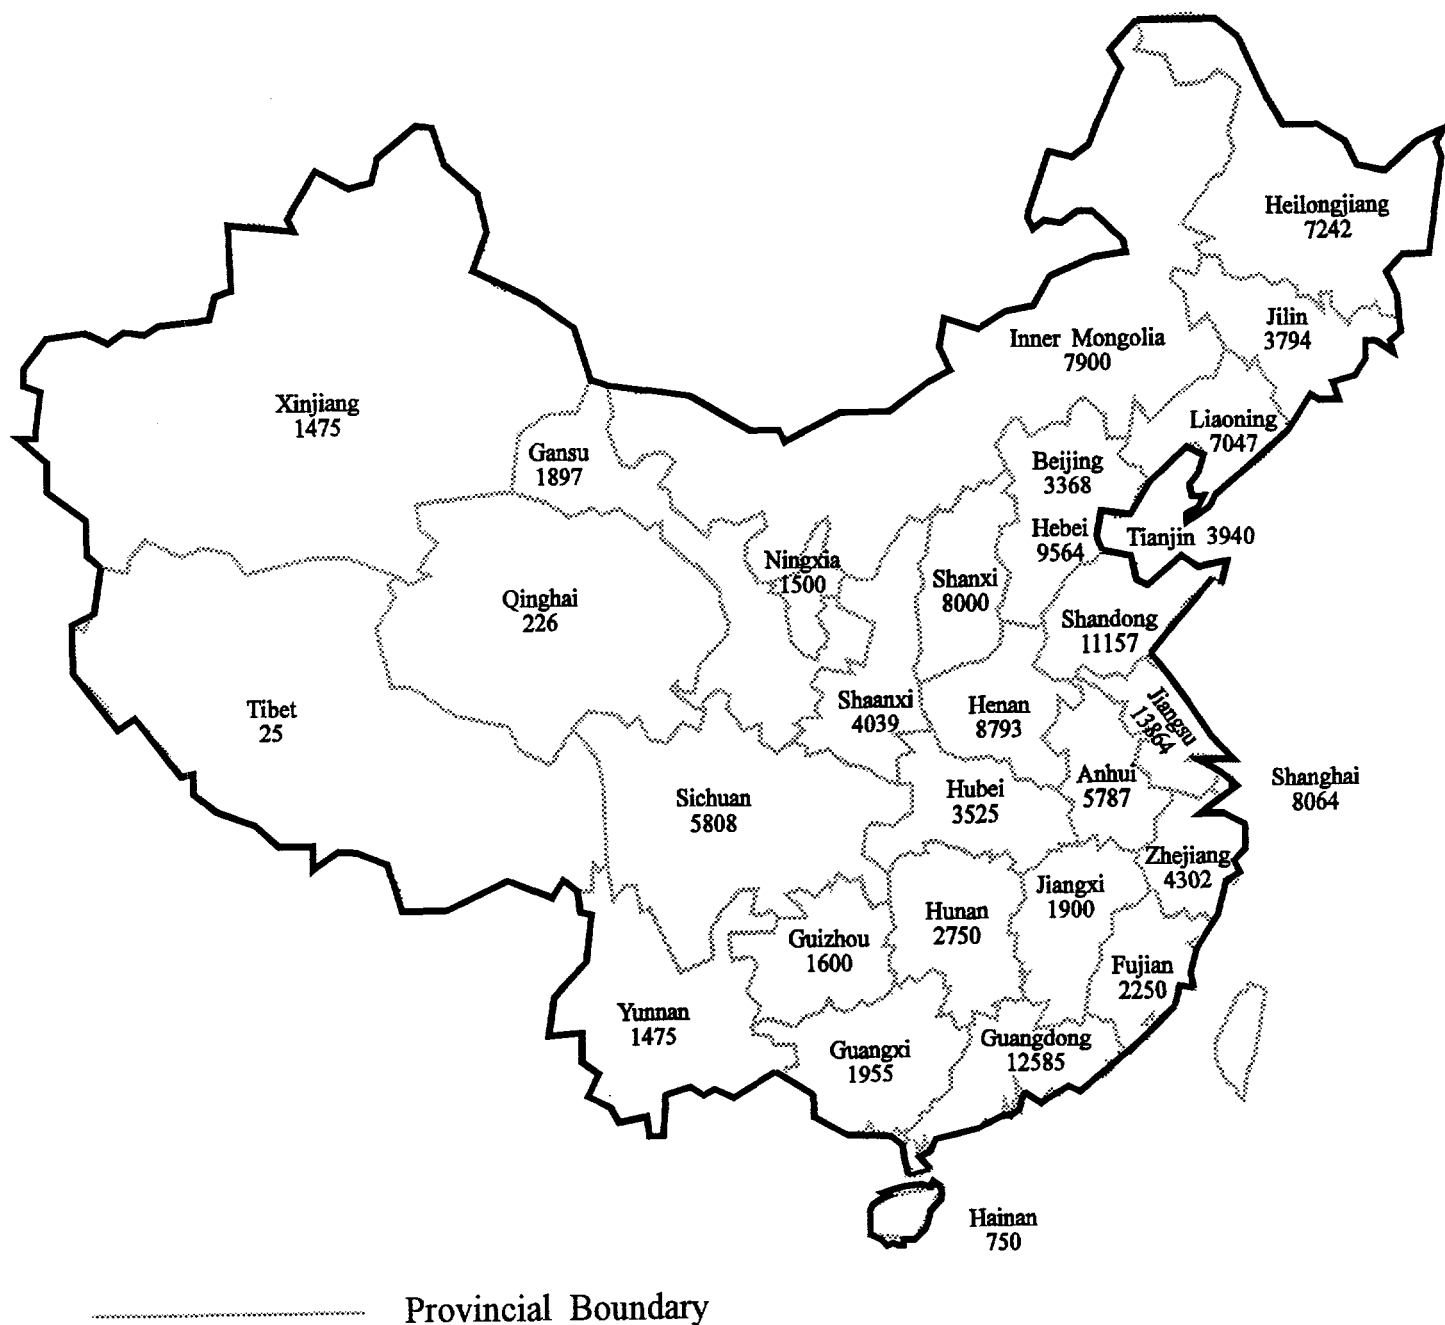 Heilongjiang
7242
Jilin
3794
Inner Mongolia
7900
Xinjiang
1475
Liaoning
7047
Gansu
1897
Beijing
3368
Hebei
9564
Tianjin 3940
Ningxia
1500
Shanxi
8000
Qinghai
226
Shandong
11157
Tibet
25
Shaanxi
4039
Henan
8793
Jiangsu
13864
Sichuan
5808
Hubei
3525
Anhui
5787
Shanghai
8064
Zhejiang
4302
Jiangxi
1900
Hunan
2750
Guizhou
1600
Fujian
2250
Yunnan
1475
Guangxi
1955
Guangdong
12585
Hainan
750
Provincial Boundary